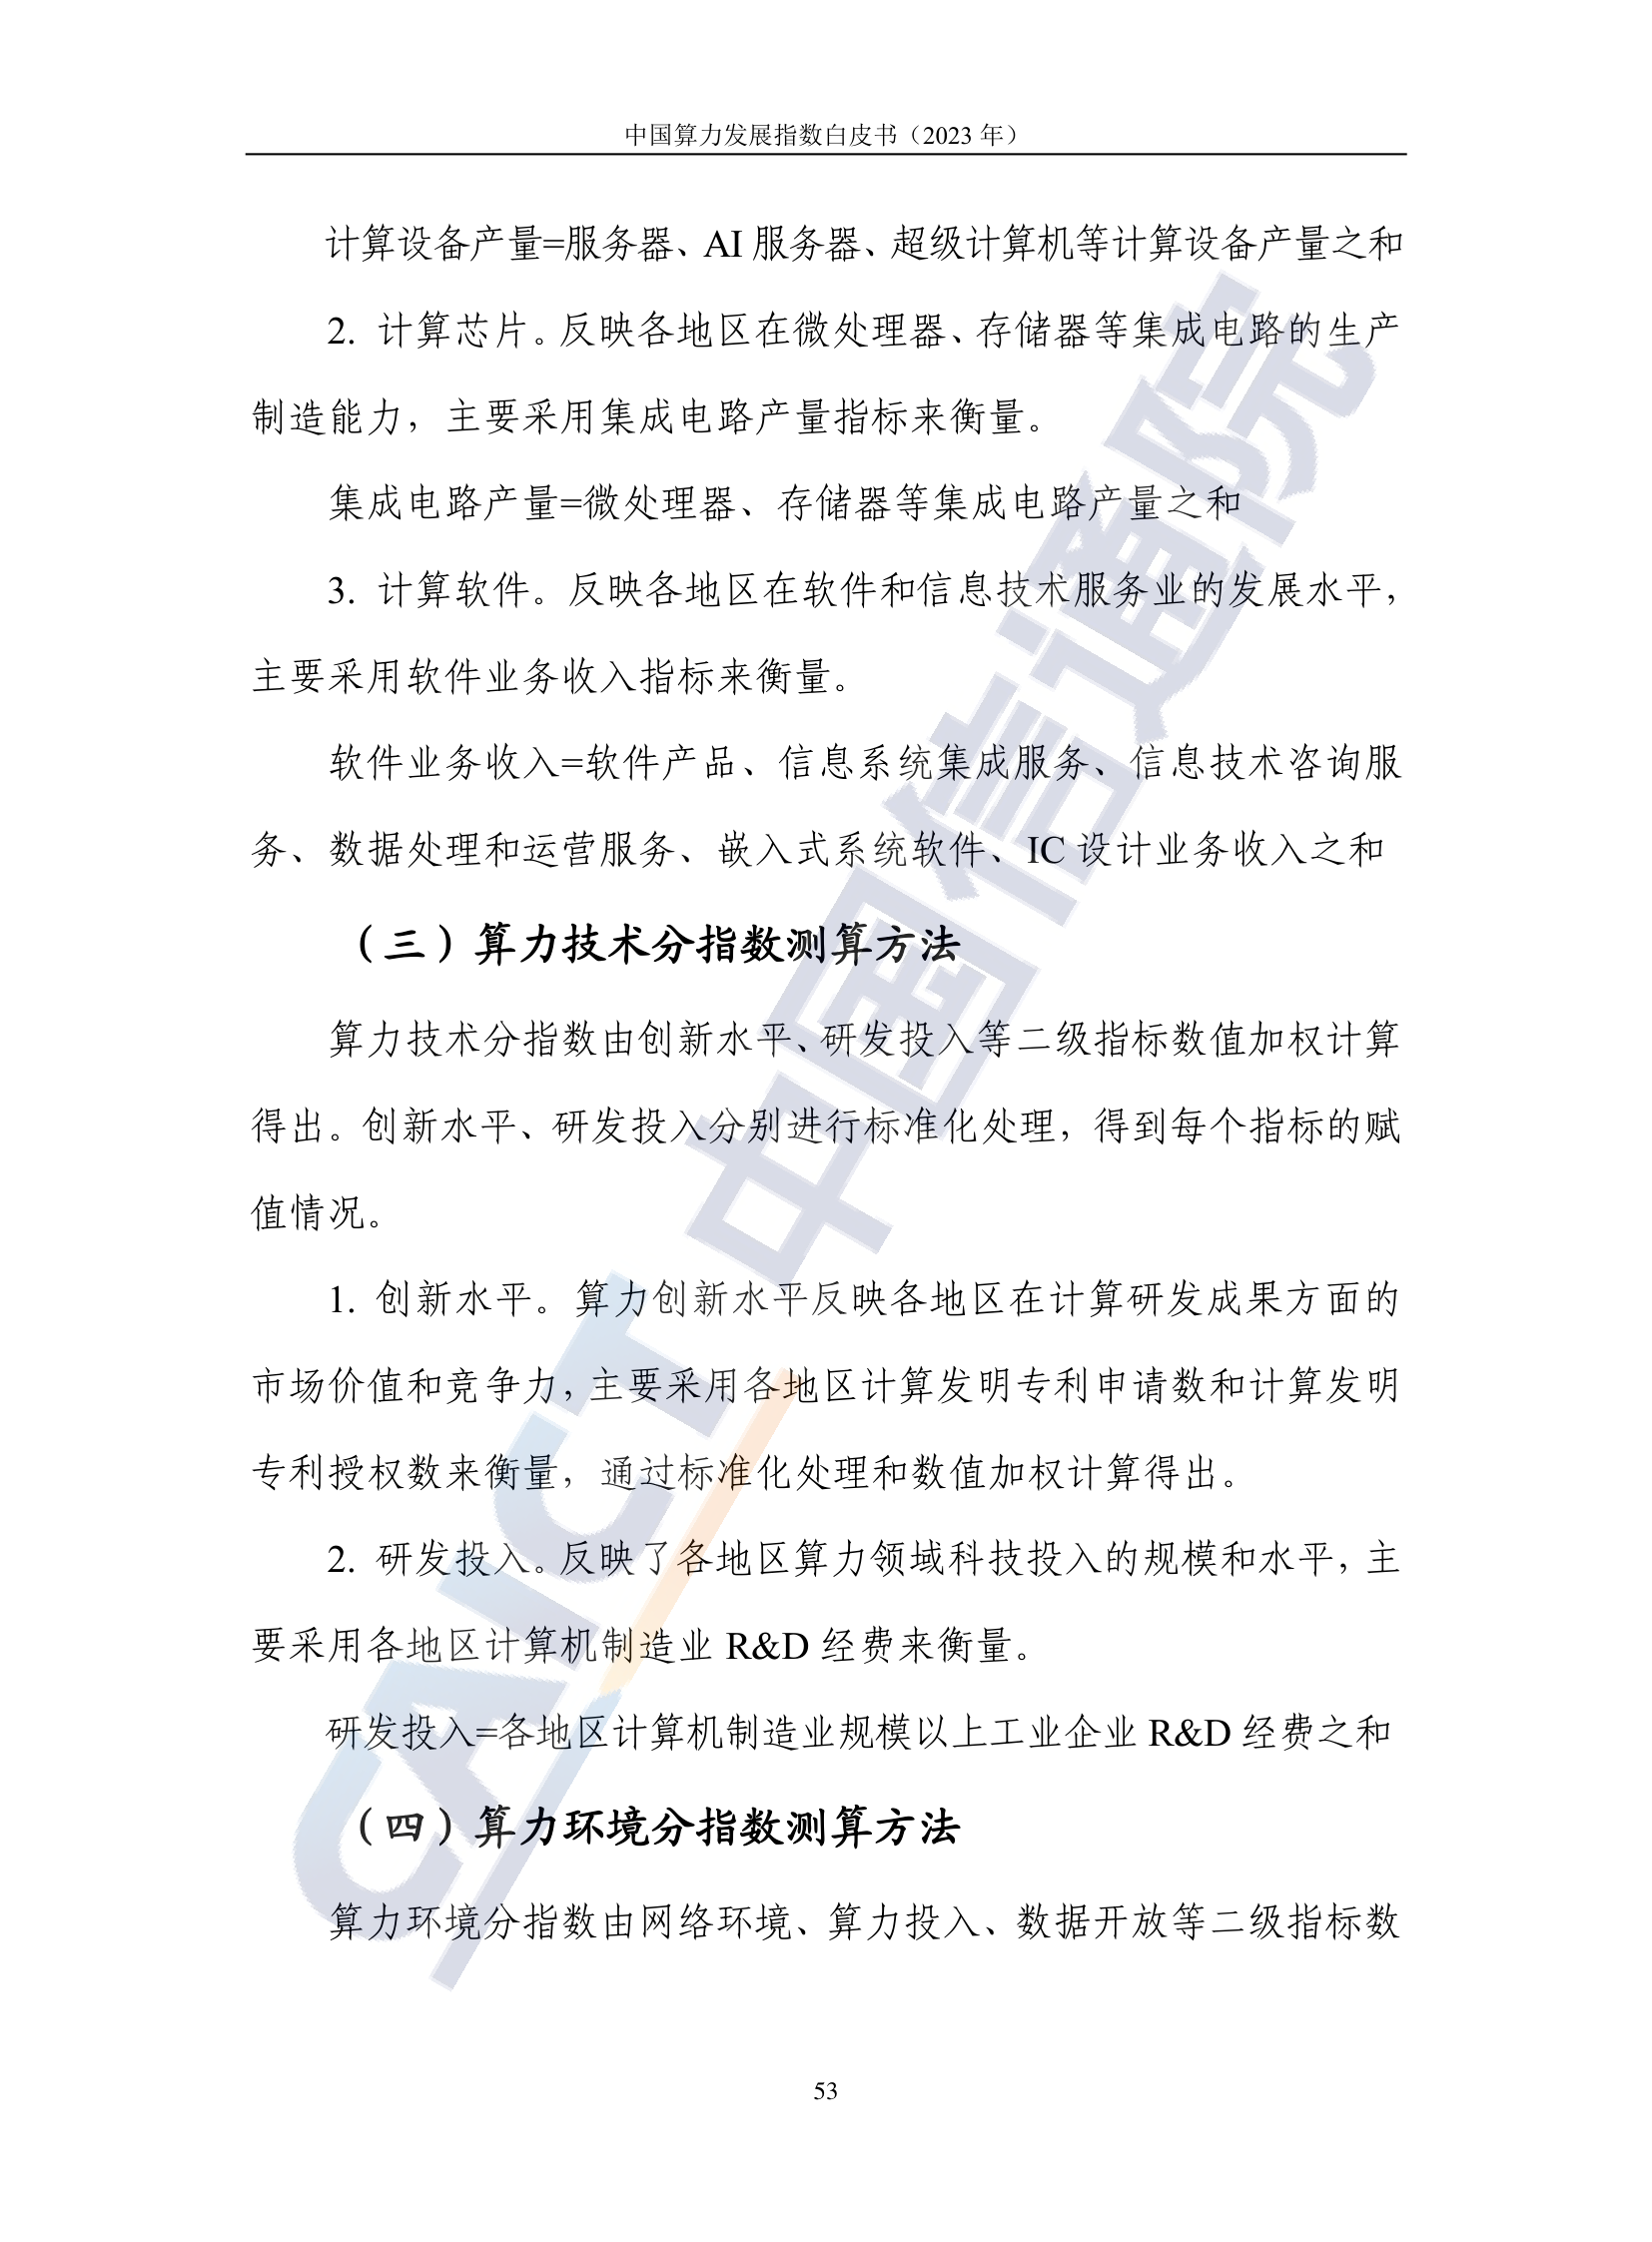 中国算力发展指数白皮书（2023 年）
计算设备产量=服务器、AI 服务器、超级计算机等计算设备产量之和
2. 计算芯片。反映各地区在微处理器、存储器等集成电路的生产
制造能力，主要采用集成电路产量指标来衡量。
集成电路产量=微处理器、存储器等集成电路产量之和
3. 计算软件。反映各地区在软件和信息技术服务业的发展水平，
主要采用软件业务收入指标来衡量。
软件业务收入=软件产品、信息系统集成服务、信息技术咨询服
务、数据处理和运营服务、嵌入式系统软件、IC 设计业务收入之和
（三）算力技术分指数测算方法
算力技术分指数由创新水平、研发投入等二级指标数值加权计算
得出。创新水平、研发投入分别进行标准化处理，得到每个指标的赋
值情况。
1. 创新水平。算力创新水平反映各地区在计算研发成果方面的
市场价值和竞争力，主要采用各地区计算发明专利申请数和计算发明
专利授权数来衡量，通过标准化处理和数值加权计算得出。
2. 研发投入。反映了各地区算力领域科技投入的规模和水平，主
要采用各地区计算机制造业 R&D 经费来衡量。
研发投入=各地区计算机制造业规模以上工业企业 R&D 经费之和
（四）算力环境分指数测算方法
算力环境分指数由网络环境、算力投入、数据开放等二级指标数
53
CAICT 中国信通院